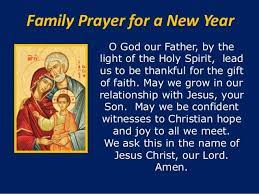 Family Prayer for a New Year
O God our Father, by the
light of the Holy Spirit, lead
us to be thankful for the gift
of faith. May we grow in our
relationship with Jesus, your
Son. May we be confident
witnesses to Christian hope
and joy to all we meet.
We ask this in the name of
Jesus Christ, our Lord.
Amen.